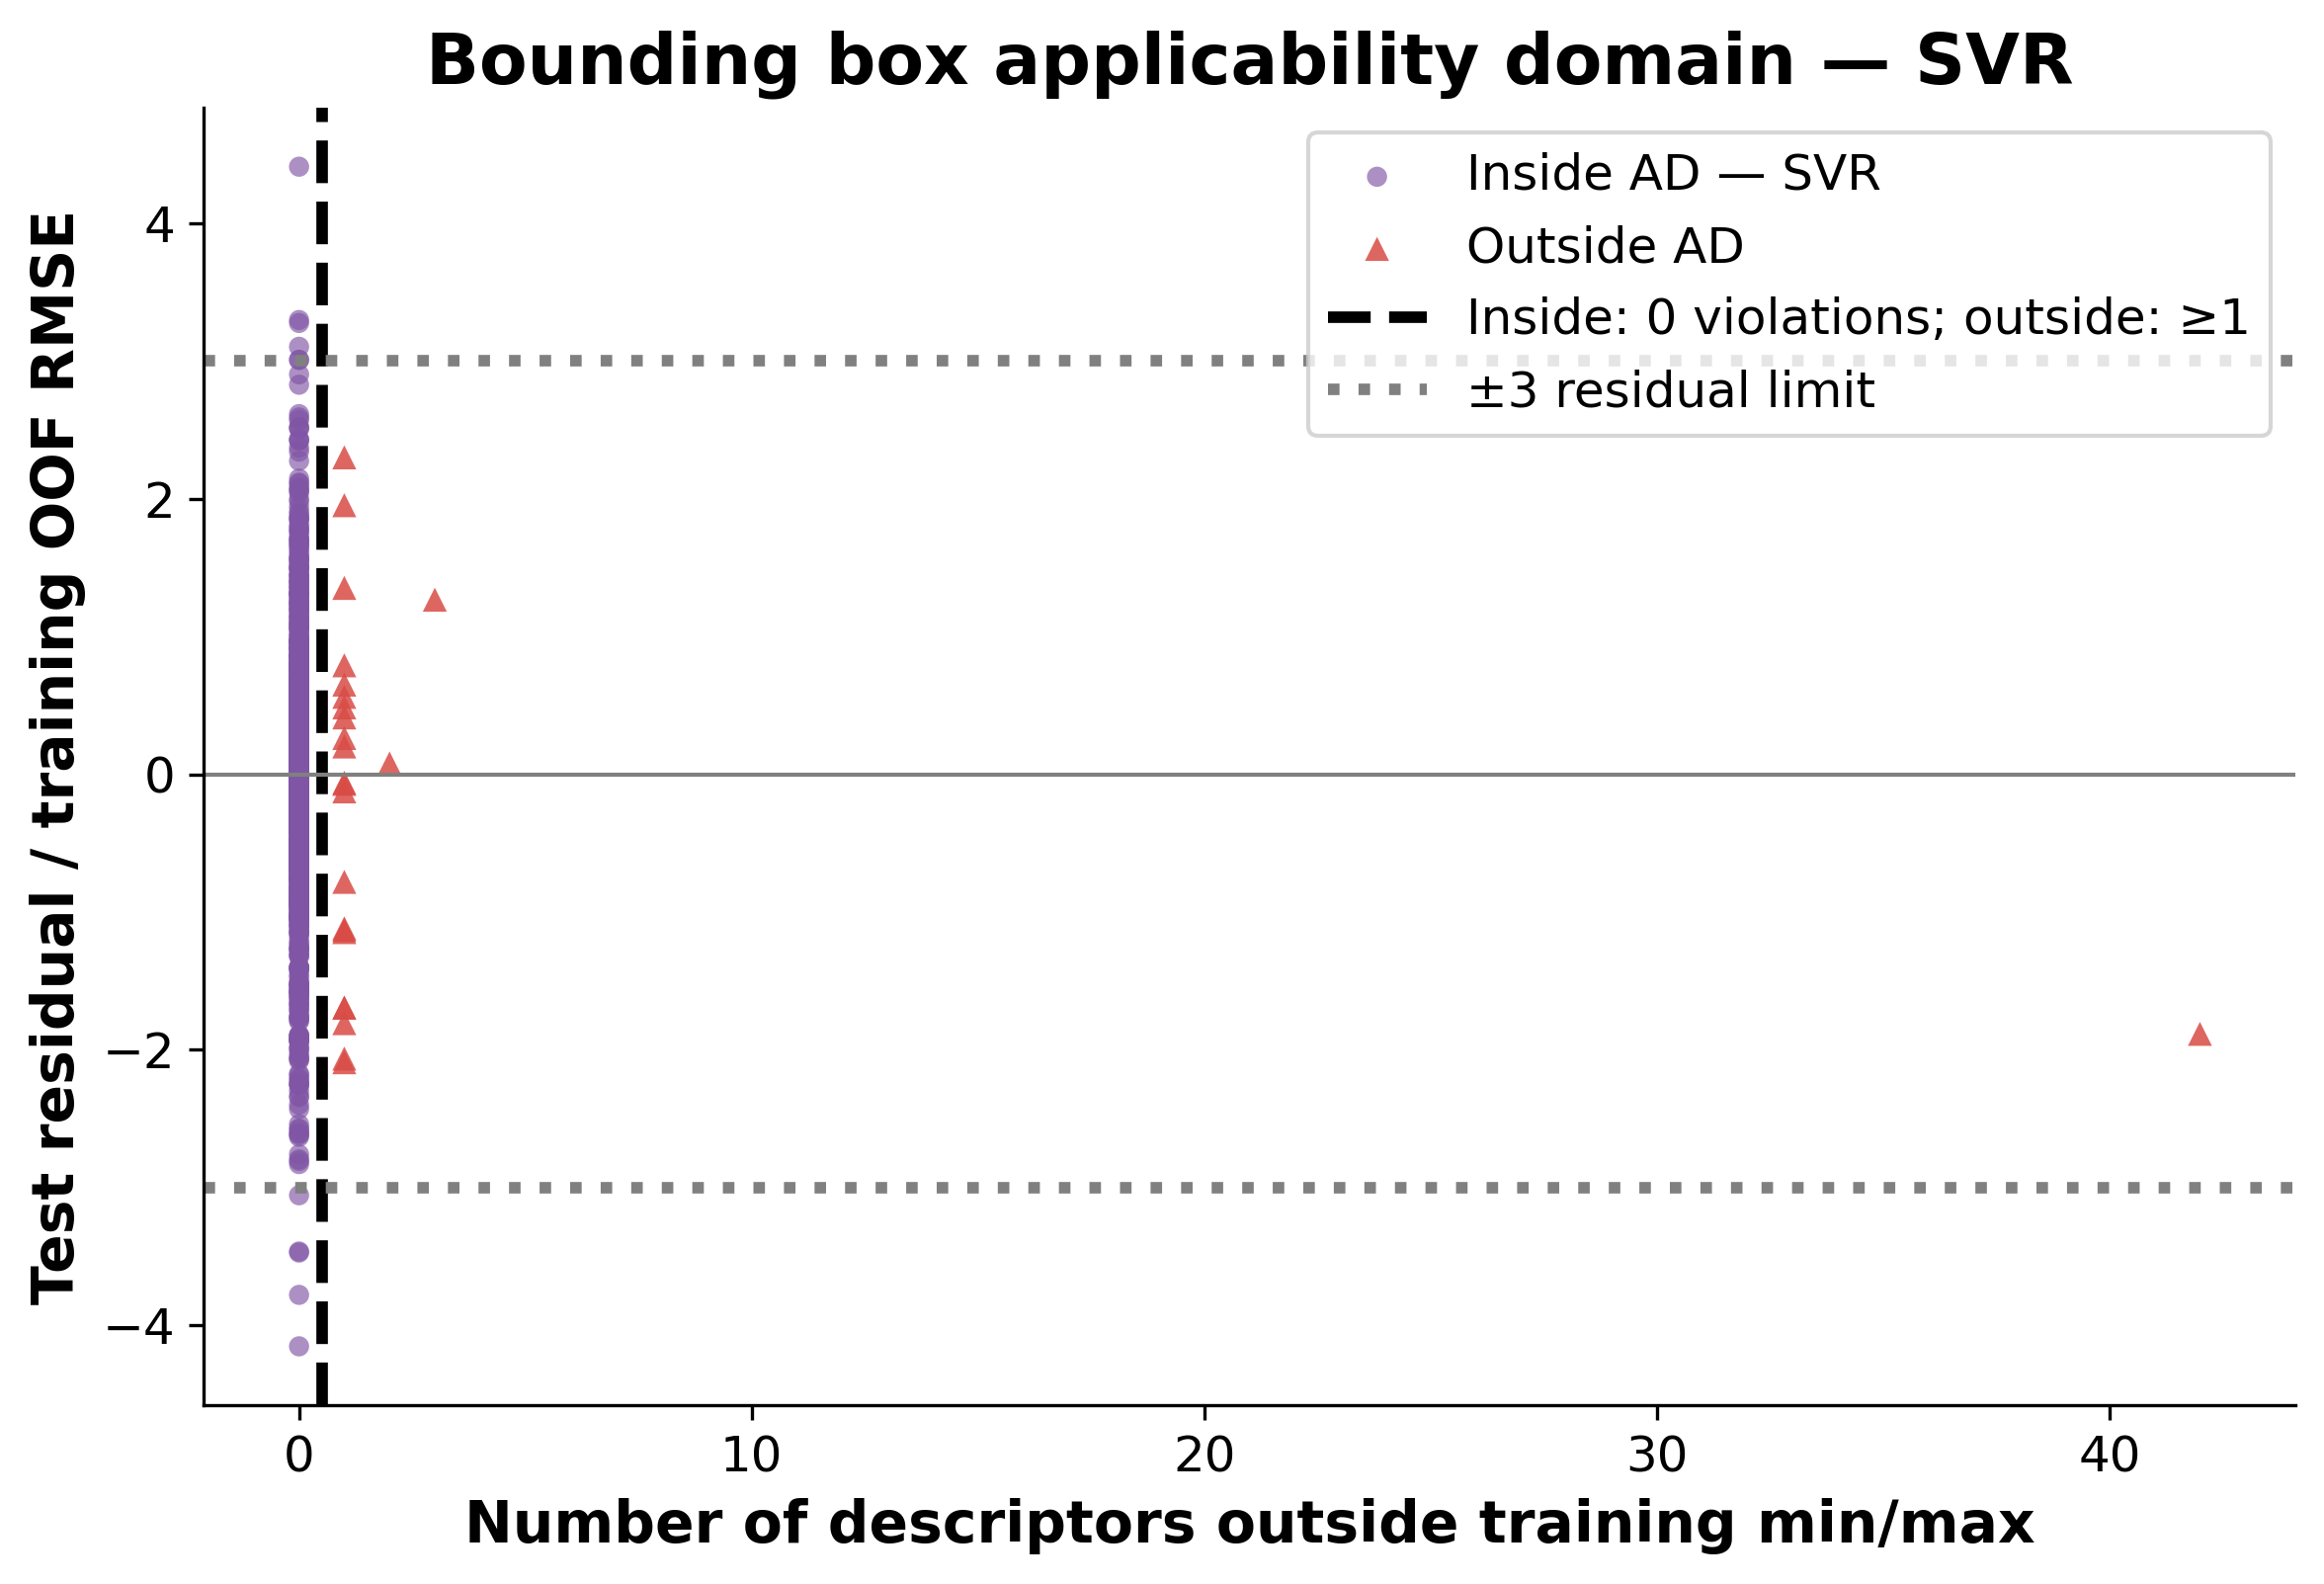 Bounding box applicability domain — SVR
Inside AD — SVR
Outside AD
Inside: 0 violations; outside: ≥1
±3 residual limit
Test residual / training OOF RMSE
4
2
0
−2
−4
0
10
20
30
40
Number of descriptors outside training min/max